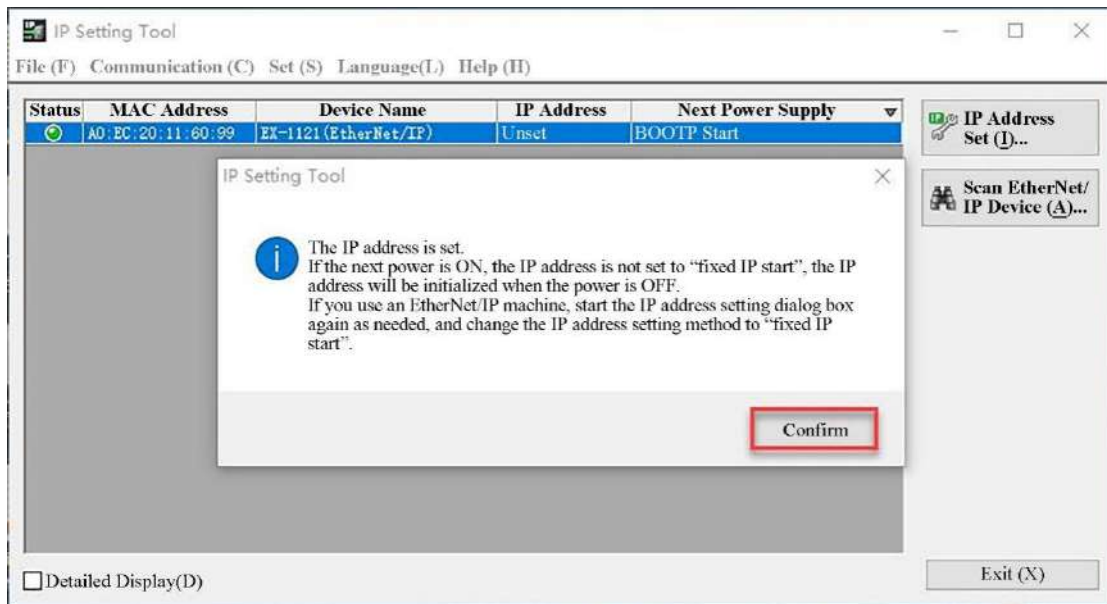 IP Setting Tool
File (F) Communication (C) Set (S) Language(L) Help (H)
Status MAC Address Device Name IP Address Next Power Supply
A0:EC:20:11:60:99 EX-1121(EtherNet/IP) Unset BOOTP Start
IP Address
Set (I)...
Scan EtherNet/
IP Device (A)...
IP Setting Tool
The IP address is set.
If the next power is ON, the IP address is not set to “fixed IP start”, the IP
address will be initialized when the power is OFF.
If you use an EtherNet/IP machine, start the IP address setting dialog box
again as needed, and change the IP address setting method to “fixed IP
start”.
Confirm
Detailed Display(D)
Exit (X)